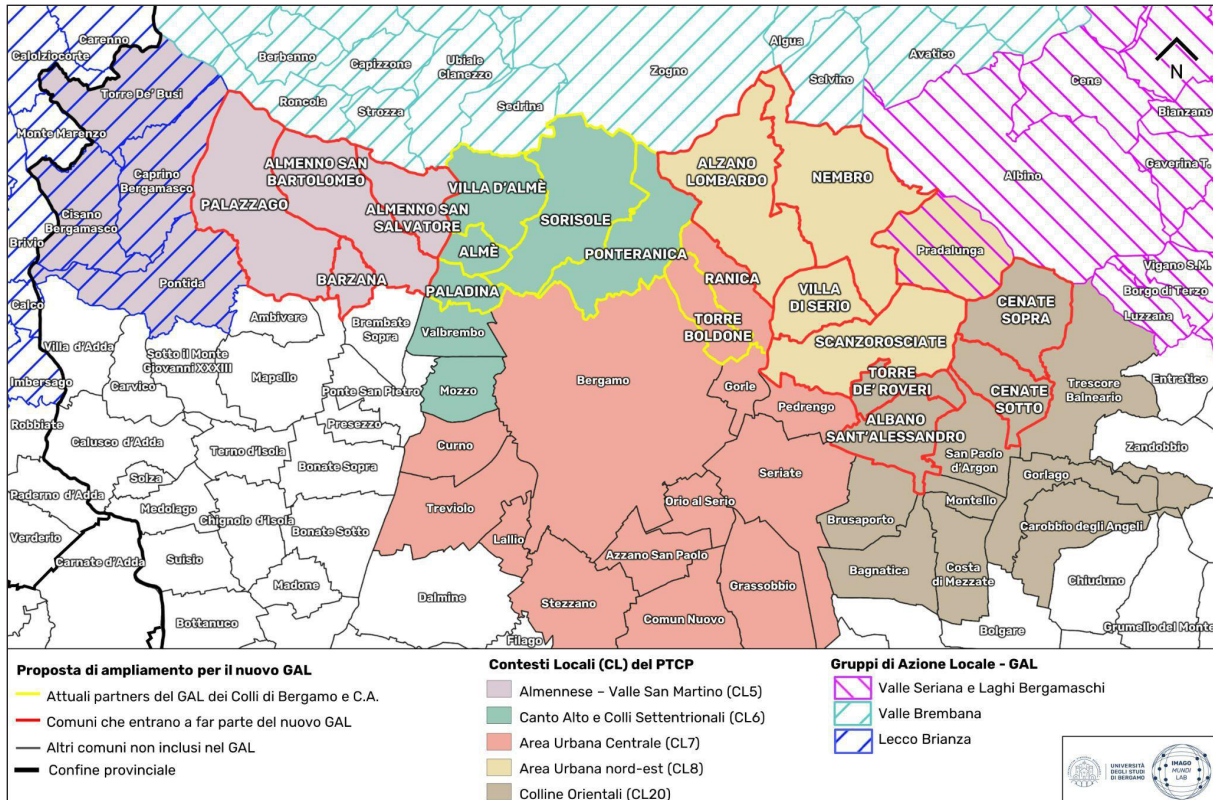 Carenno
Calolziocorte
Berbenno
Capizzone
Ubiale
Clanezzo
Zogno
Algua
Selvino
Avatico
Cene
N
Torre De' Busi
Roncola
Strozza
Sedrina
Bianzano
Monte Marenzo
Caprino
Bergamasco
ALMENNO SAN
BARTOLOMEO
VILLA D'ALMÈ
ALZANO
LOMBARDO
NEMBRO
Albino
Gaverina T.
Cisano
Bergamasco
PALAZZAGO
ALMENNO SAN
SALVATORE
SORISOLE
Brivio
ALMÈ
PONTERANICA
Pradalunga
Vigano S.M.
Pontida
BARZANA
PALADINA
RANICA
VILLA
DI SERIO
CENATE
SOPRA
Borgo di Terzo
Luzzana
Calco
Ambivere
Brembate
Sopra
Valbrembo
TORRE
BOLDONE
SCANZOROSCIATE
Villa d'Adda
Sotto il Monte
Giovanni XXXIII
Mapello
Ponte San Pietro
Mozzo
Bergamo
Gorle
TORRE
DE' ROVERI
CENATE
SOTTO
Trescore
Balneario
Entratico
Imbersago
Carvico
Pedrengo
Robbiate
Presezzo
ALBANO
SANT'ALESSANDRO
Calusco d'Adda
Terno d'Isola
Bonate Sopra
Curno
Seriate
San Paolo
d'Argon
Zandobbio
Solza
Gorlago
Paderno d'Adda
Medolago
Chignolo d'Isola
Treviolo
Orio al Serio
Montello
Verderio
Bonate Sotto
Lallio
Brusaporto
Carobbio degli Angeli
Carnate d'Adda
Suisio
Azzano San Paolo
Bagnatica
Costa
di Mezzate
Madone
Dalmine
Stezzano
Grassobbio
Chiuduno
Bottanuco
Filago
Comun Nuovo
Bolgare
Grumello del Monte
Proposta di ampliamento per il nuovo GAL
Attuali partners del GAL dei Colli di Bergamo e C.A.
Comuni che entrano a far parte del nuovo GAL
Altri comuni non inclusi nel GAL
Confine provinciale
Contesti Locali (CL) del PTCP
Almennese – Valle San Martino (CL5)
Canto Alto e Colli Settentrionali (CL6)
Area Urbana Centrale (CL7)
Area Urbana nord-est (CL8)
Colline Orientali (CL20)
Gruppi di Azione Locale - GAL
Valle Seriana e Laghi Bergamaschi
Valle Brembana
Lecco Brianza
UNIVERSITÀ
DEGLI STUDI
DI BERGAMO
IMAGO
MUNDI
LAB